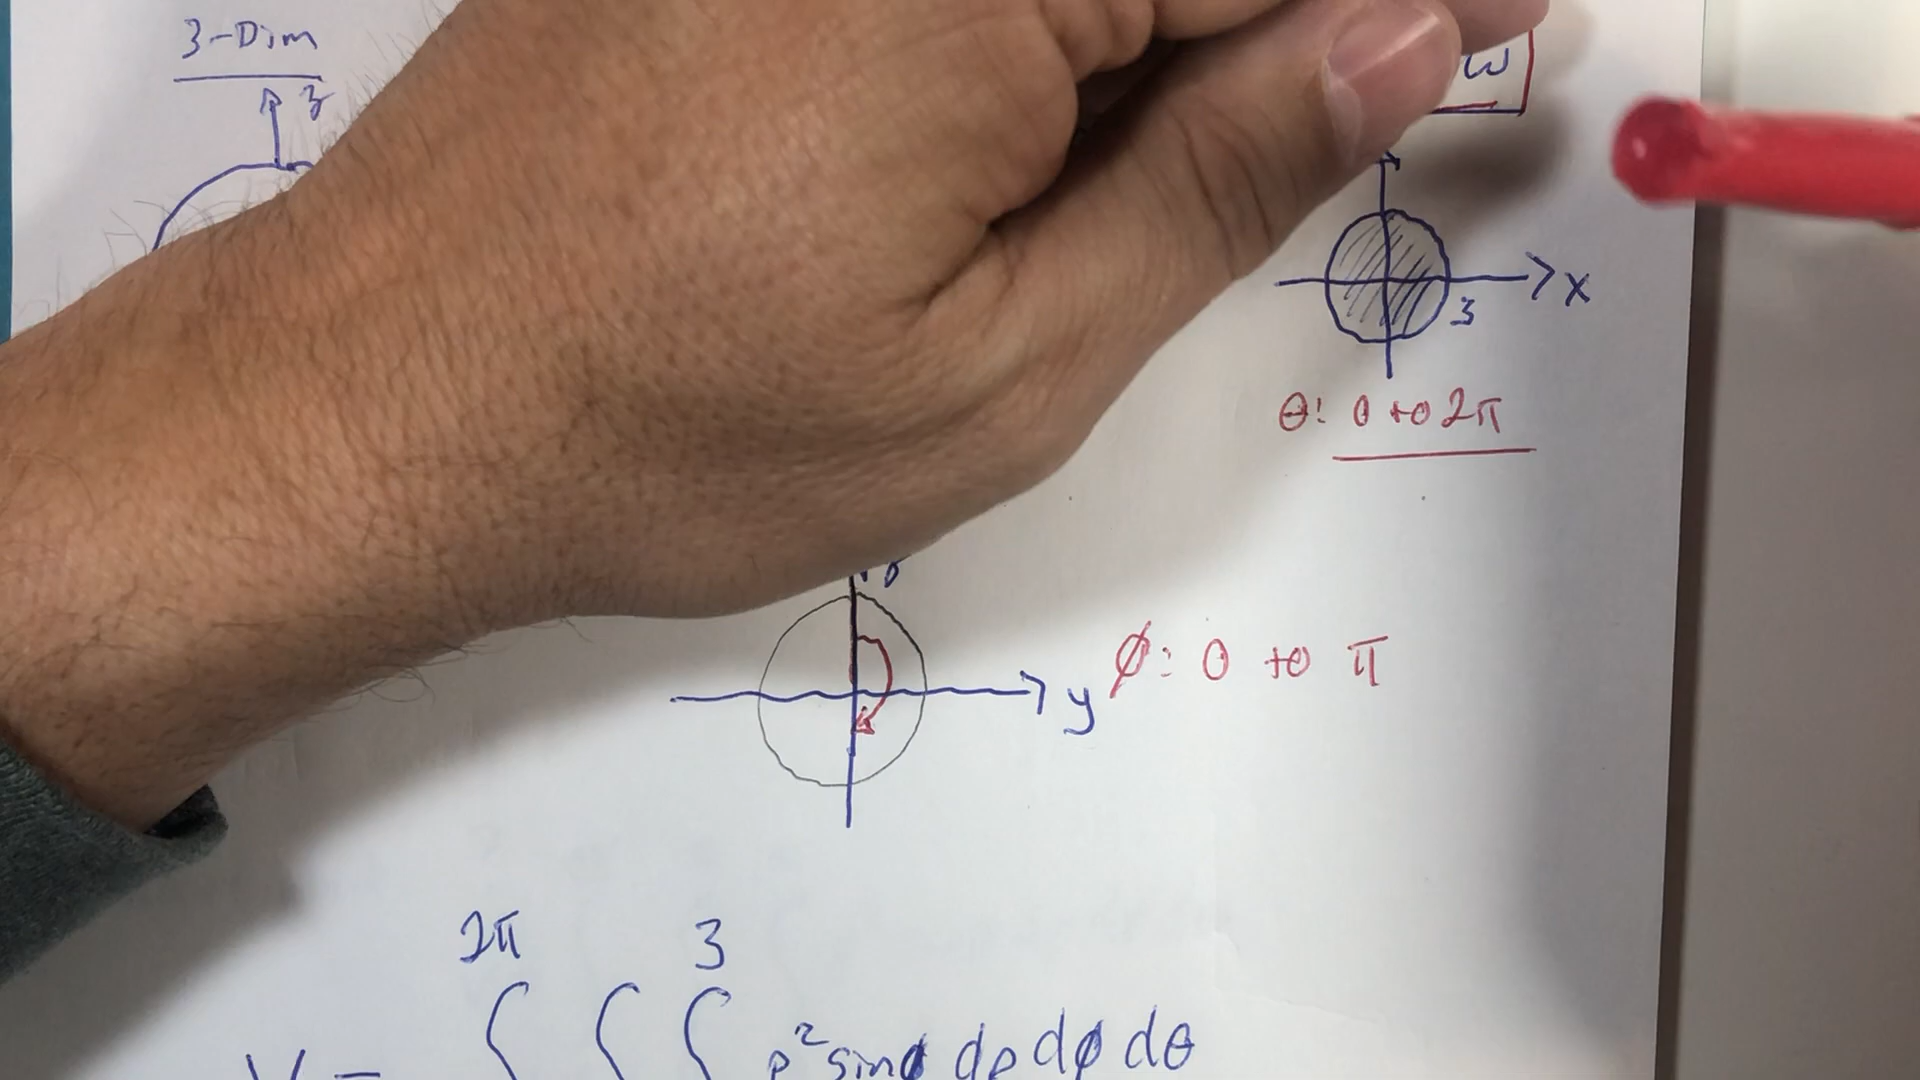 3-Dim
z
ω
x
3
θ: 0 to 2π
y
φ: 0 to π
2π 3
V = ∫ ∫ ∫ ρ² sinφ dρ dφ dθ